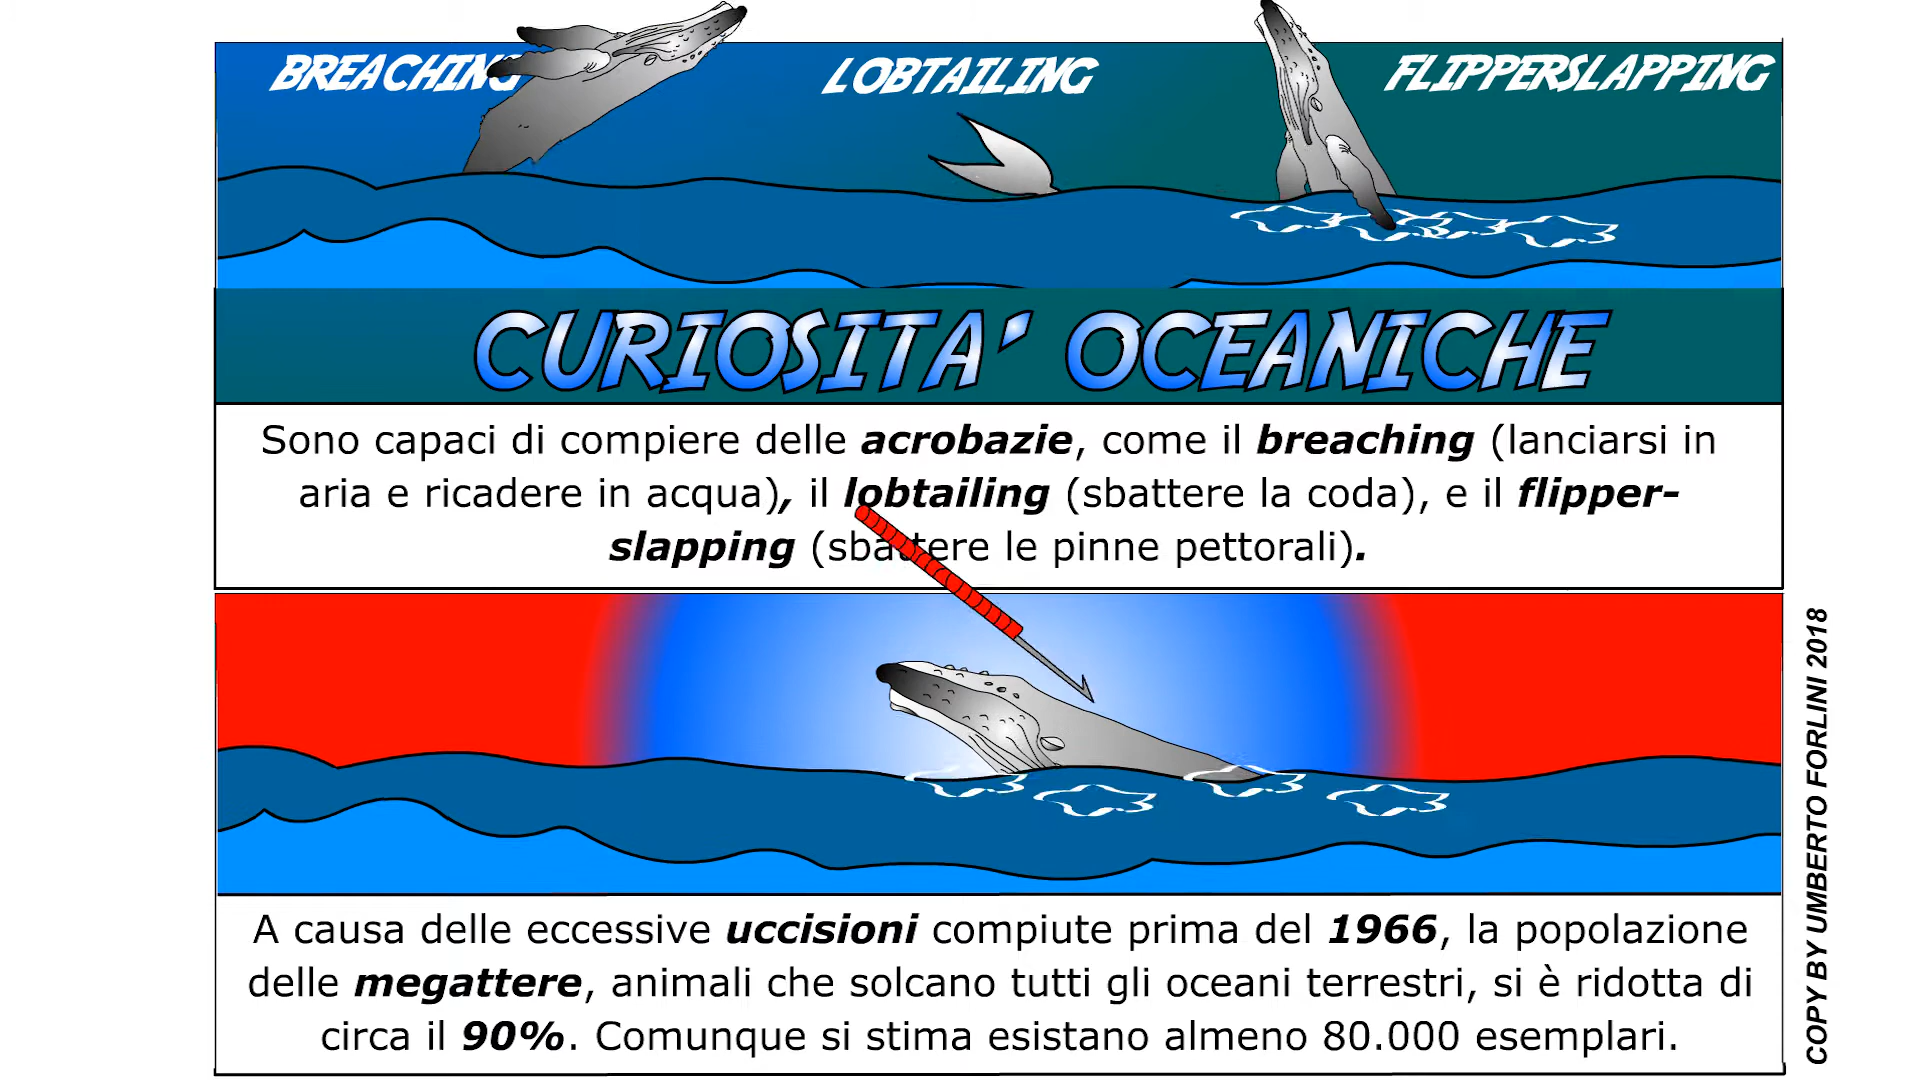 BREACHING
LOBTAILING
FLIPPERSLAPPING
CURIOSITA' OCEANICHE
Sono capaci di compiere delle acrobazie, come il breaching (lanciarsi in
aria e ricadere in acqua), il lobtailing (sbattere la coda), e il flipper-
slapping (sbattere le pinne pettorali).
A causa delle eccessive uccisioni compiute prima del 1966, la popolazione
delle megattere, animali che solcano tutti gli oceani terrestri, si è ridotta di
circa il 90%. Comunque si stima esistano almeno 80.000 esemplari.
COPY BY UMBERTO FORLINI 2018